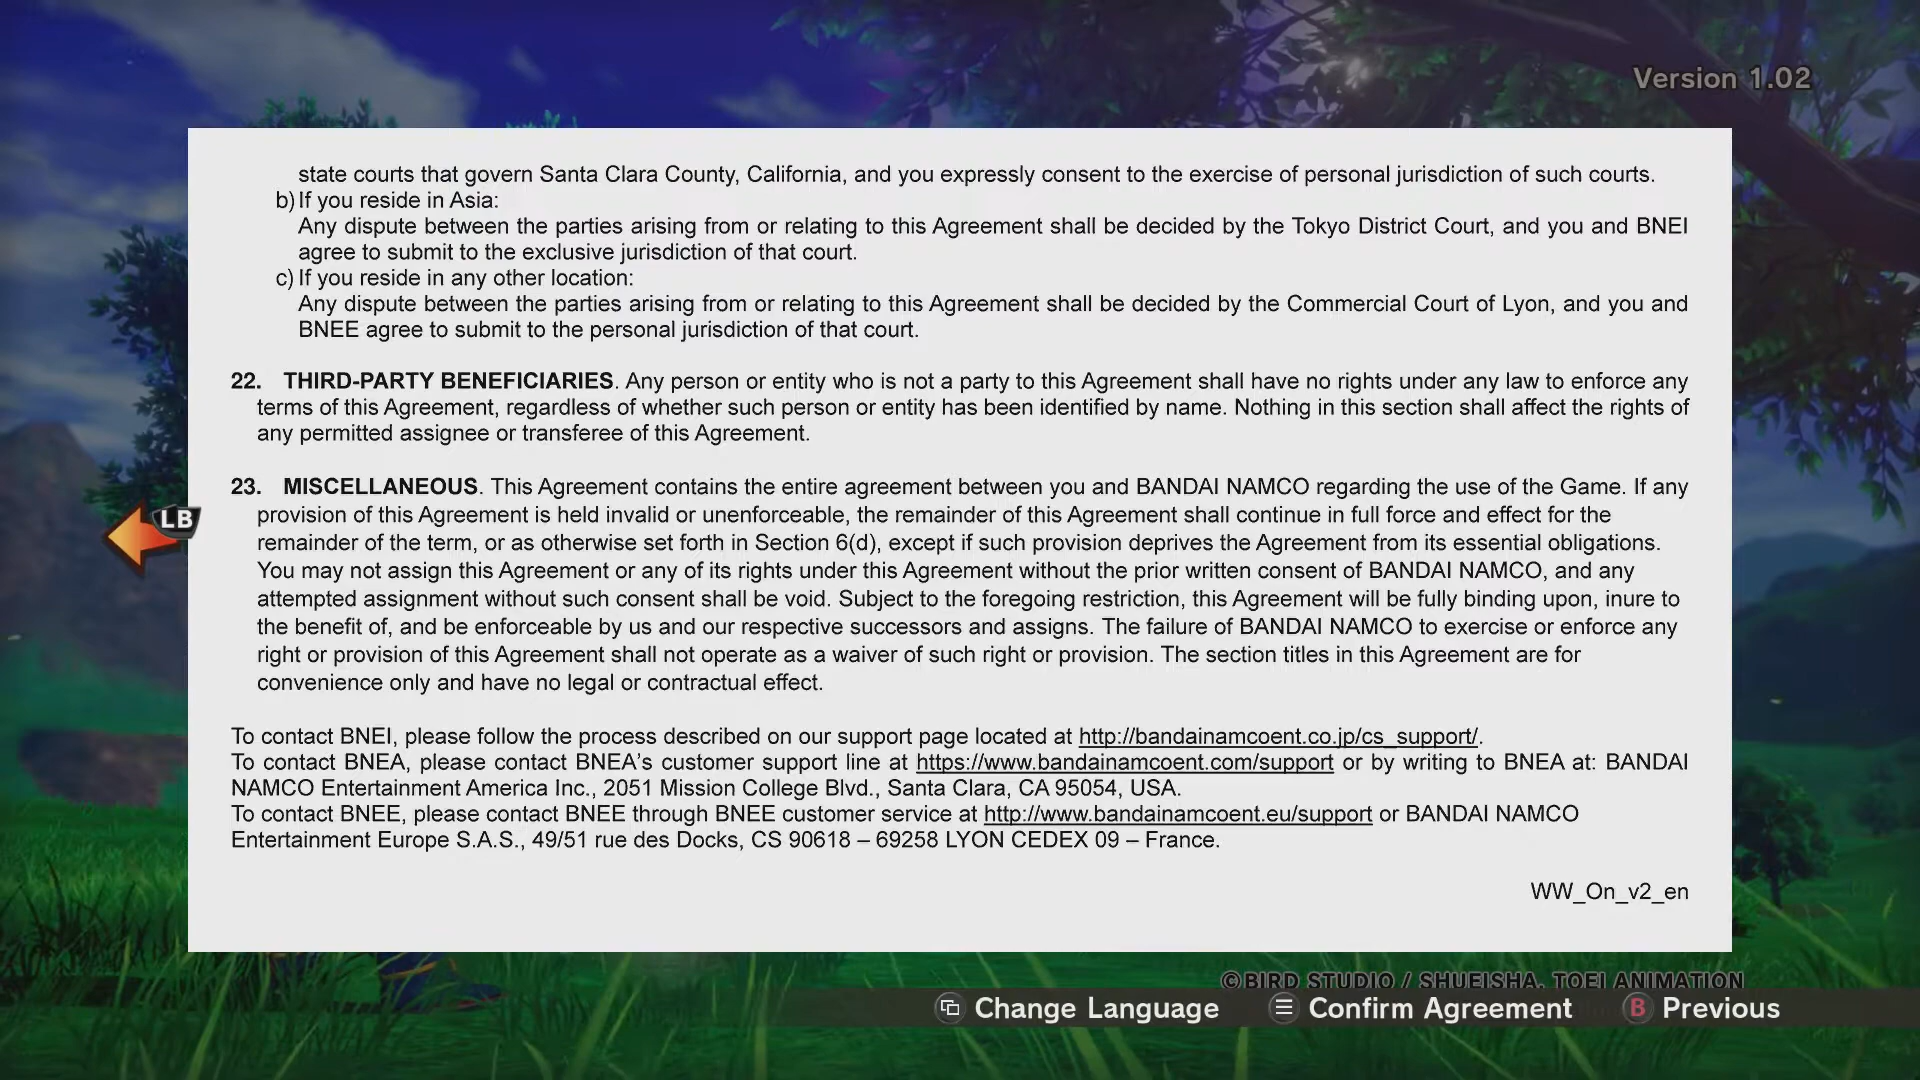 Version 1.02
state courts that govern Santa Clara County, California, and you expressly consent to the exercise of personal jurisdiction of such courts.
b) If you reside in Asia:
Any dispute between the parties arising from or relating to this Agreement shall be decided by the Tokyo District Court, and you and BNEI
agree to submit to the exclusive jurisdiction of that court.
c) If you reside in any other location:
Any dispute between the parties arising from or relating to this Agreement shall be decided by the Commercial Court of Lyon, and you and
BNEE agree to submit to the personal jurisdiction of that court.
22. THIRD-PARTY BENEFICIARIES. Any person or entity who is not a party to this Agreement shall have no rights under any law to enforce any
terms of this Agreement, regardless of whether such person or entity has been identified by name. Nothing in this section shall affect the rights of
any permitted assignee or transferee of this Agreement.
23. MISCELLANEOUS. This Agreement contains the entire agreement between you and BANDAI NAMCO regarding the use of the Game. If any
provision of this Agreement is held invalid or unenforceable, the remainder of this Agreement shall continue in full force and effect for the
LB
remainder of the term, or as otherwise set forth in Section 6(d), except if such provision deprives the Agreement from its essential obligations.
You may not assign this Agreement or any of its rights under this Agreement without the prior written consent of BANDAI NAMCO, and any
attempted assignment without such consent shall be void. Subject to the foregoing restriction, this Agreement will be fully binding upon, inure to
the benefit of, and be enforceable by us and our respective successors and assigns. The failure of BANDAI NAMCO to exercise or enforce any
right or provision of this Agreement shall not operate as a waiver of such right or provision. The section titles in this Agreement are for
convenience only and have no legal or contractual effect.
To contact BNEI, please follow the process described on our support page located at http://bandainamcoent.co.jp/cs_support/.
To contact BNEA, please contact BNEA's customer support line at https://www.bandainamcoent.com/support or by writing to BNEA at: BANDAI
NAMCO Entertainment America Inc., 2051 Mission College Blvd., Santa Clara, CA 95054, USA.
To contact BNEE, please contact BNEE through BNEE customer service at http://www.bandainamcoent.eu/support or BANDAI NAMCO
Entertainment Europe S.A.S., 49/51 rue des Docks, CS 90618 – 69258 LYON CEDEX 09 – France.
WW_On_v2_en
©BIRD STUDIO / SHUEISHA, TOEI ANIMATION
Change Language Confirm Agreement B Previous